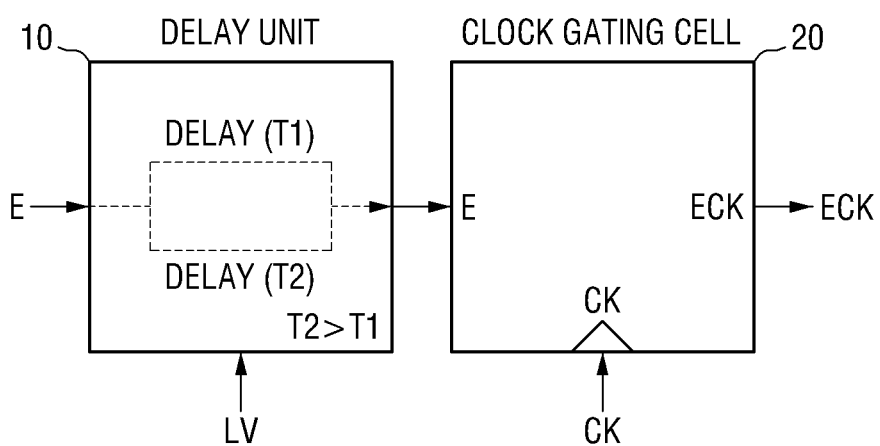 10
DELAY UNIT
CLOCK GATING CELL
20
DELAY (T1)
E
E
ECK
ECK
DELAY (T2)
T2>T1
CK
LV
CK